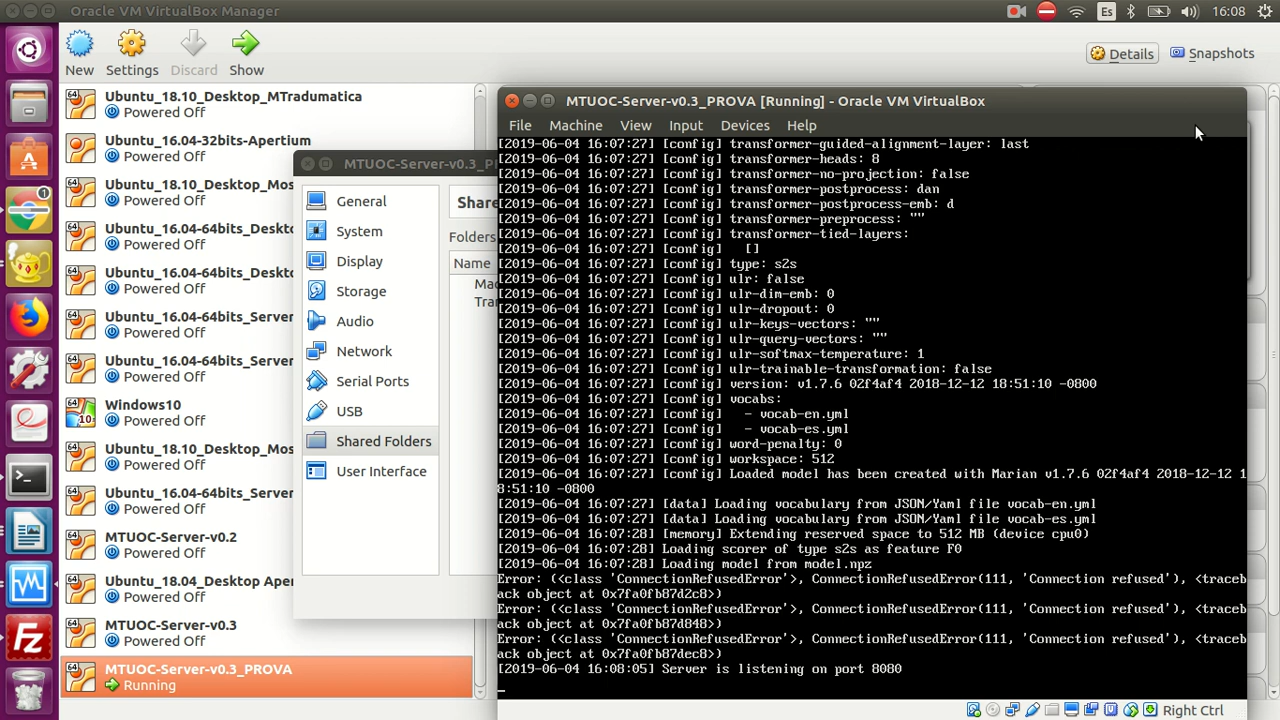 Oracle VM VirtualBox Manager
Es
16:08
New
Settings
Discard
Show
Details
Snapshots
Ubuntu_18.10_Desktop_MTradumatica
Powered Off
Ubuntu_16.04-32bits-Apertium
Powered Off
Ubuntu_18.10_Desktop_Mos
Powered Off
Ubuntu_16.04-64bits_Deskto
Powered Off
Ubuntu_16.04-64bits_Deskto
Powered Off
Ubuntu_16.04-64bits_Server
Powered Off
Ubuntu_16.04-64bits_Server
Powered Off
Windows10
Powered Off
Ubuntu_18.10_Desktop_Mos
Powered Off
Ubuntu_16.04-64bits_Server
Powered Off
MTUOC-Server-v0.2
Powered Off
Ubuntu_18.04_Desktop Aper
Powered Off
MTUOC-Server-v0.3
Powered Off
MTUOC-Server-v0.3_PROVA
Running
MTUOC-Server-v0.3_P
General
System
Display
Storage
Audio
Network
Serial Ports
USB
Shared Folders
User Interface
Share
Folders
Name
Mac
Tra
MTUOC-Server-v0.3_PROVA [Running] - Oracle VM VirtualBox
File Machine View Input Devices Help
[2019-06-04 16:07:27] [config] transformer-guided-alignment-layer: last
[2019-06-04 16:07:27] [config] transformer-heads: 8
[2019-06-04 16:07:27] [config] transformer-no-projection: false
[2019-06-04 16:07:27] [config] transformer-postprocess: dan
[2019-06-04 16:07:27] [config] transformer-postprocess-emb: d
[2019-06-04 16:07:27] [config] transformer-preprocess: ""
[2019-06-04 16:07:27] [config] transformer-tied-layers:
[2019-06-04 16:07:27] [config]   []
[2019-06-04 16:07:27] [config] type: s2s
[2019-06-04 16:07:27] [config] ulr: false
[2019-06-04 16:07:27] [config] ulr-dim-emb: 0
[2019-06-04 16:07:27] [config] ulr-dropout: 0
[2019-06-04 16:07:27] [config] ulr-keys-vectors: ""
[2019-06-04 16:07:27] [config] ulr-query-vectors: ""
[2019-06-04 16:07:27] [config] ulr-softmax-temperature: 1
[2019-06-04 16:07:27] [config] ulr-trainable-transformation: false
[2019-06-04 16:07:27] [config] version: v1.7.6 02f4af4 2018-12-12 18:51:10 -0800
[2019-06-04 16:07:27] [config] vocabs:
[2019-06-04 16:07:27] [config]   - vocab-en.yml
[2019-06-04 16:07:27] [config]   - vocab-es.yml
[2019-06-04 16:07:27] [config] word-penalty: 0
[2019-06-04 16:07:27] [config] workspace: 512
[2019-06-04 16:07:27] [config] Loaded model has been created with Marian v1.7.6 02f4af4 2018-12-12 1
8:51:10 -0800
[2019-06-04 16:07:27] [data] Loading vocabulary from JSON/Yaml file vocab-en.yml
[2019-06-04 16:07:27] [data] Loading vocabulary from JSON/Yaml file vocab-es.yml
[2019-06-04 16:07:28] [memory] Extending reserved space to 512 MB (device cpu0)
[2019-06-04 16:07:28] Loading scorer of type s2s as feature F0
[2019-06-04 16:07:28] Loading model from model.npz
Error: (<class 'ConnectionRefusedError'>, ConnectionRefusedError(111, 'Connection refused'), <traceb
ack object at 0x7fa0fb87d2c8>)
Error: (<class 'ConnectionRefusedError'>, ConnectionRefusedError(111, 'Connection refused'), <traceb
ack object at 0x7fa0fb87d848>)
Error: (<class 'ConnectionRefusedError'>, ConnectionRefusedError(111, 'Connection refused'), <traceb
ack object at 0x7fa0fb87dec8>)
[2019-06-04 16:08:05] Server is listening on port 8080
Right Ctrl